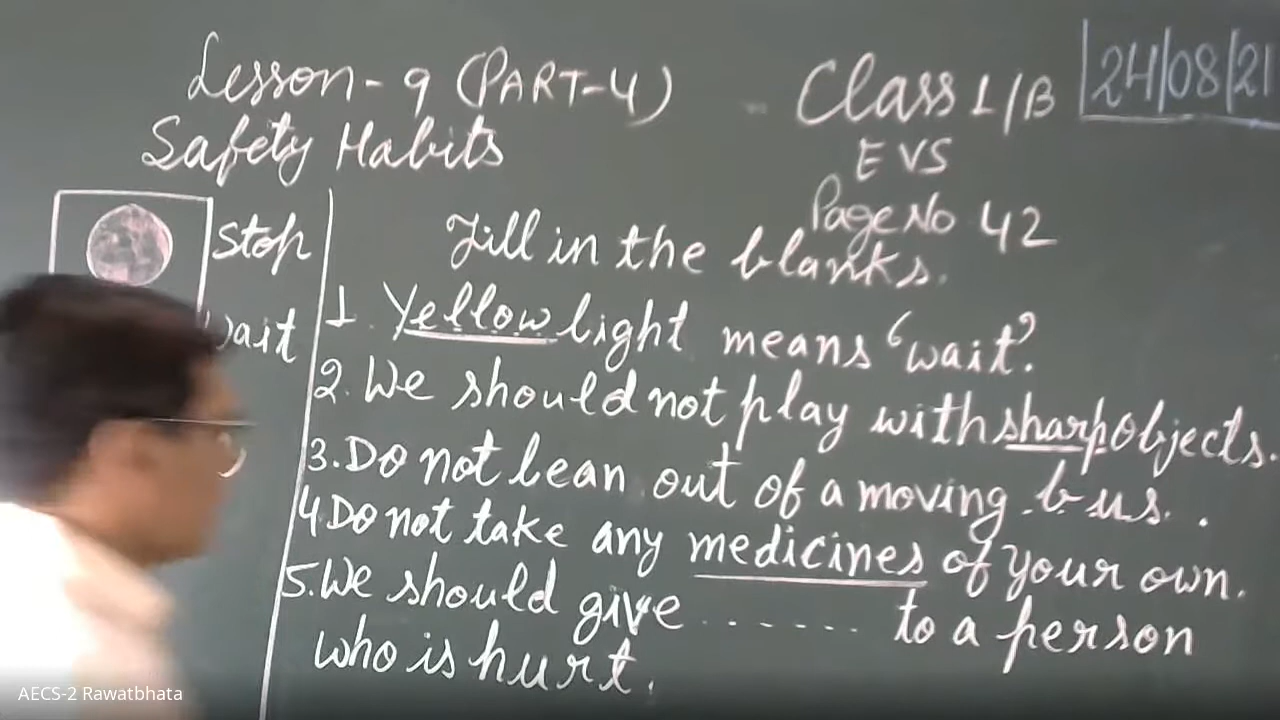 Lesson - 9 (PART-4)
Safety Habits
Class I/B
24/08/21
EVS
Page No 42
Stop
wait
Fill in the blanks.
1. Yellow light means 'wait'.
2. We should not play with sharp objects.
3. Do not lean out of a moving bus.
4. Do not take any medicines of your own.
5. We should give ....... to a person
who is hurt.
AECS-2 Rawatbhata